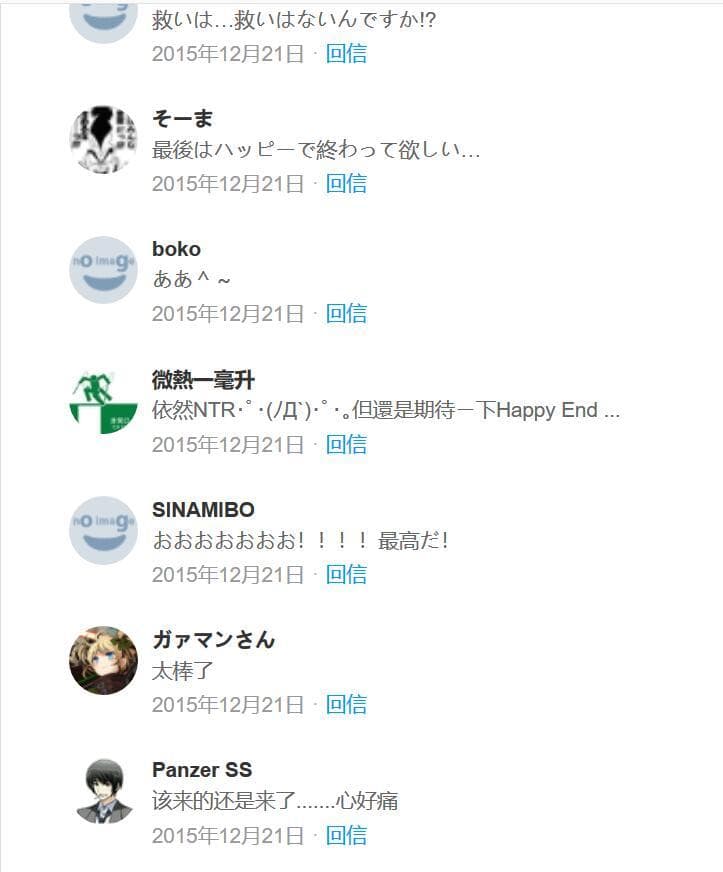 救いは…救いはないんですか!?
2015年12月21日 · 回信
そーま
最後はハッピーで終わって欲しい…
2015年12月21日 · 回信
no image
boko
ああ＾～
2015年12月21日 · 回信
微熱一毫升
依然NTR･ﾟ･(ﾉД`)･ﾟ･｡但還是期待一下Happy End ...
2015年12月21日 · 回信
no image
SINAMIBO
おおおおおおお！！！！最高だ！
2015年12月21日 · 回信
ガァマンさん
太棒了
2015年12月21日 · 回信
Panzer SS
该来的还是来了.......心好痛
2015年12月21日 · 回信